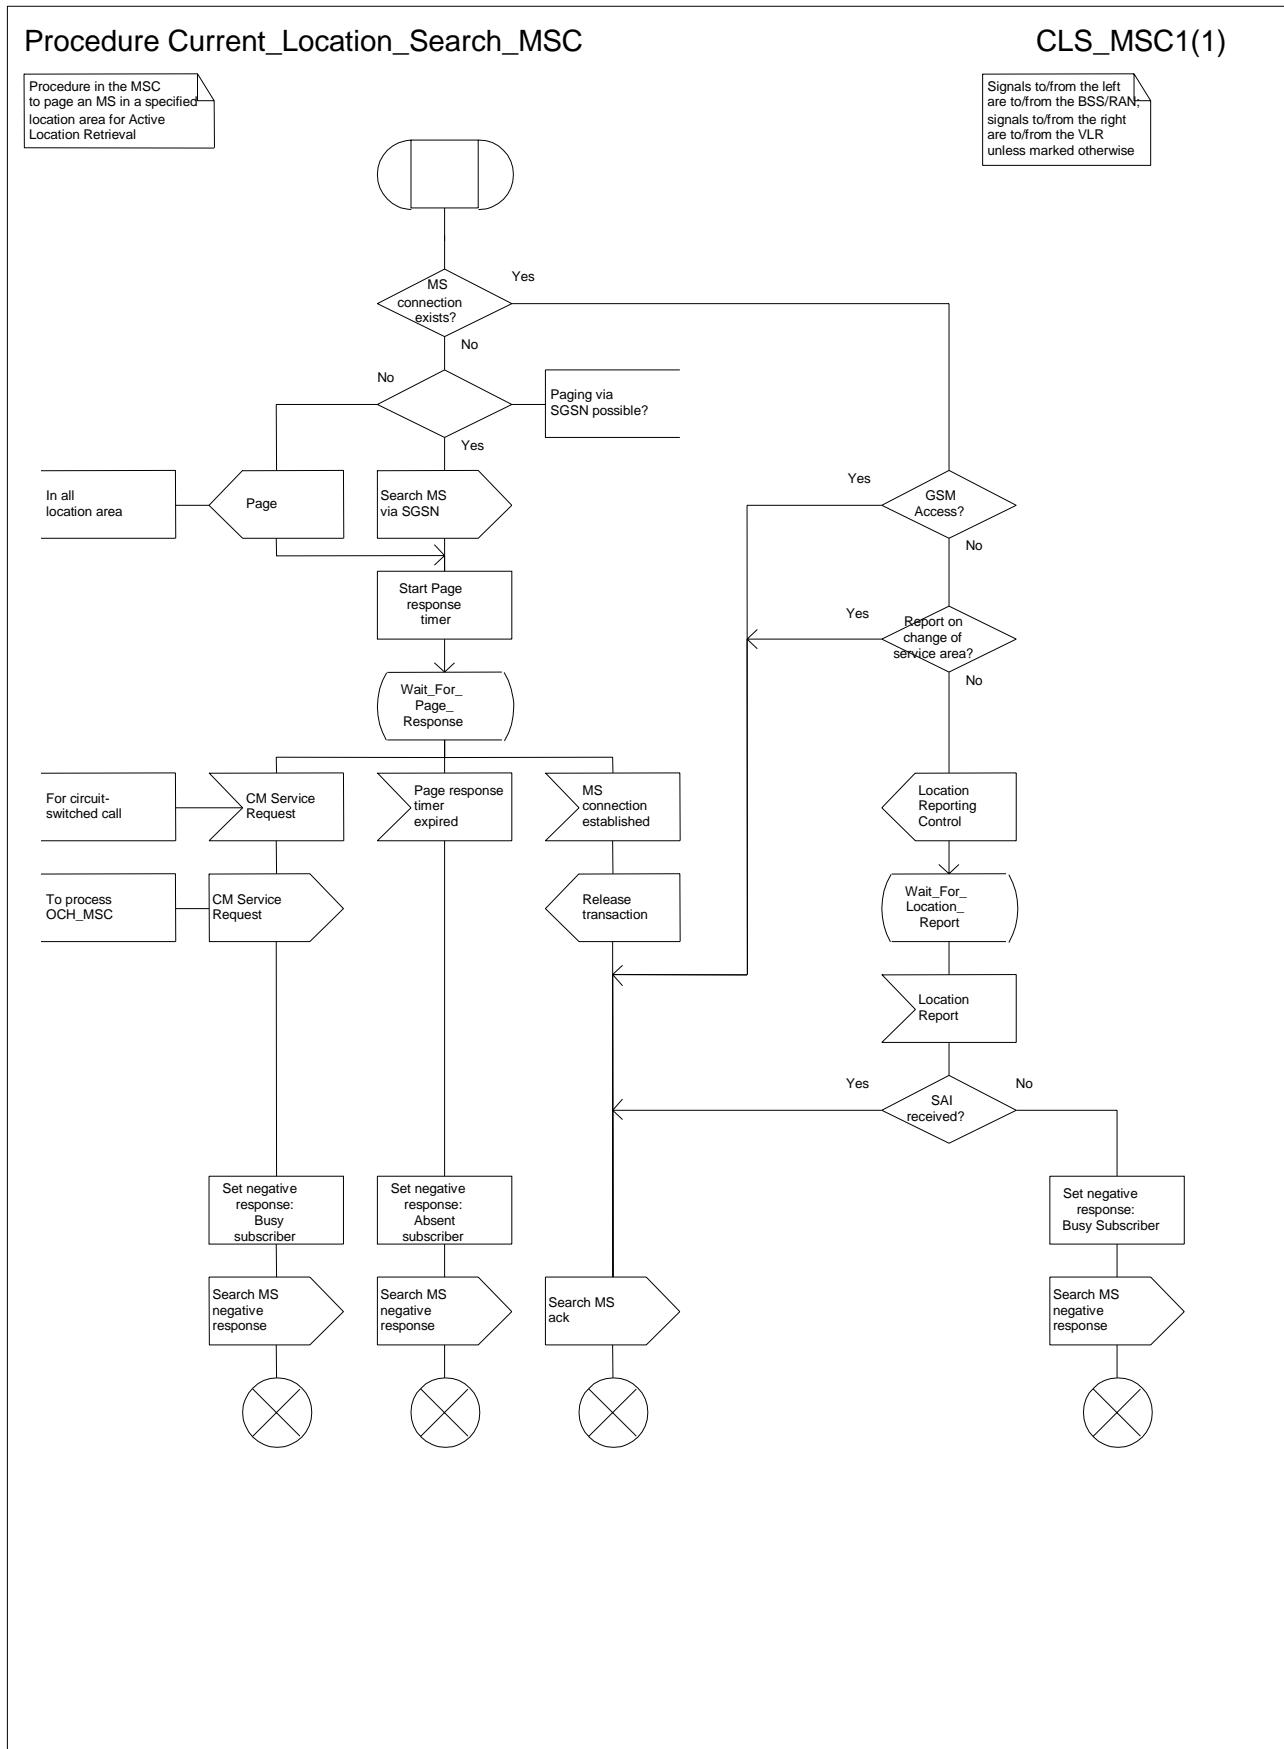 Procedure Current_Location_Search_MSC
CLS_MSC1(1)
Procedure in the MSC
to page an MS in a specified
location area for Active
Location Retrieval
Signals to/from the left
are to/from the BSS/RAN;
signals to/from the right
are to/from the VLR
unless marked otherwise
MS
connection
exists?
Yes
No
No
Paging via
SGSN possible?
Yes
In all
location area
Page
Search MS
via SGSN
Yes
GSM
Access?
No
Start Page
response
timer
Yes
Report on
change of
service area?
No
Wait_For_
Page_
Response
For circuit-
switched call
CM Service
Request
Page response
timer
expired
MS
connection
established
Location
Reporting
Control
To process
OCH_MSC
CM Service
Request
Release
transaction
Wait_For_
Location_
Report
Location
Report
Yes
SAI
received?
No
Set negative
response:
Busy
subscriber
Set negative
response:
Absent
subscriber
Set negative
response:
Busy Subscriber
Search MS
negative
response
Search MS
negative
response
Search MS
ack
Search MS
negative
response